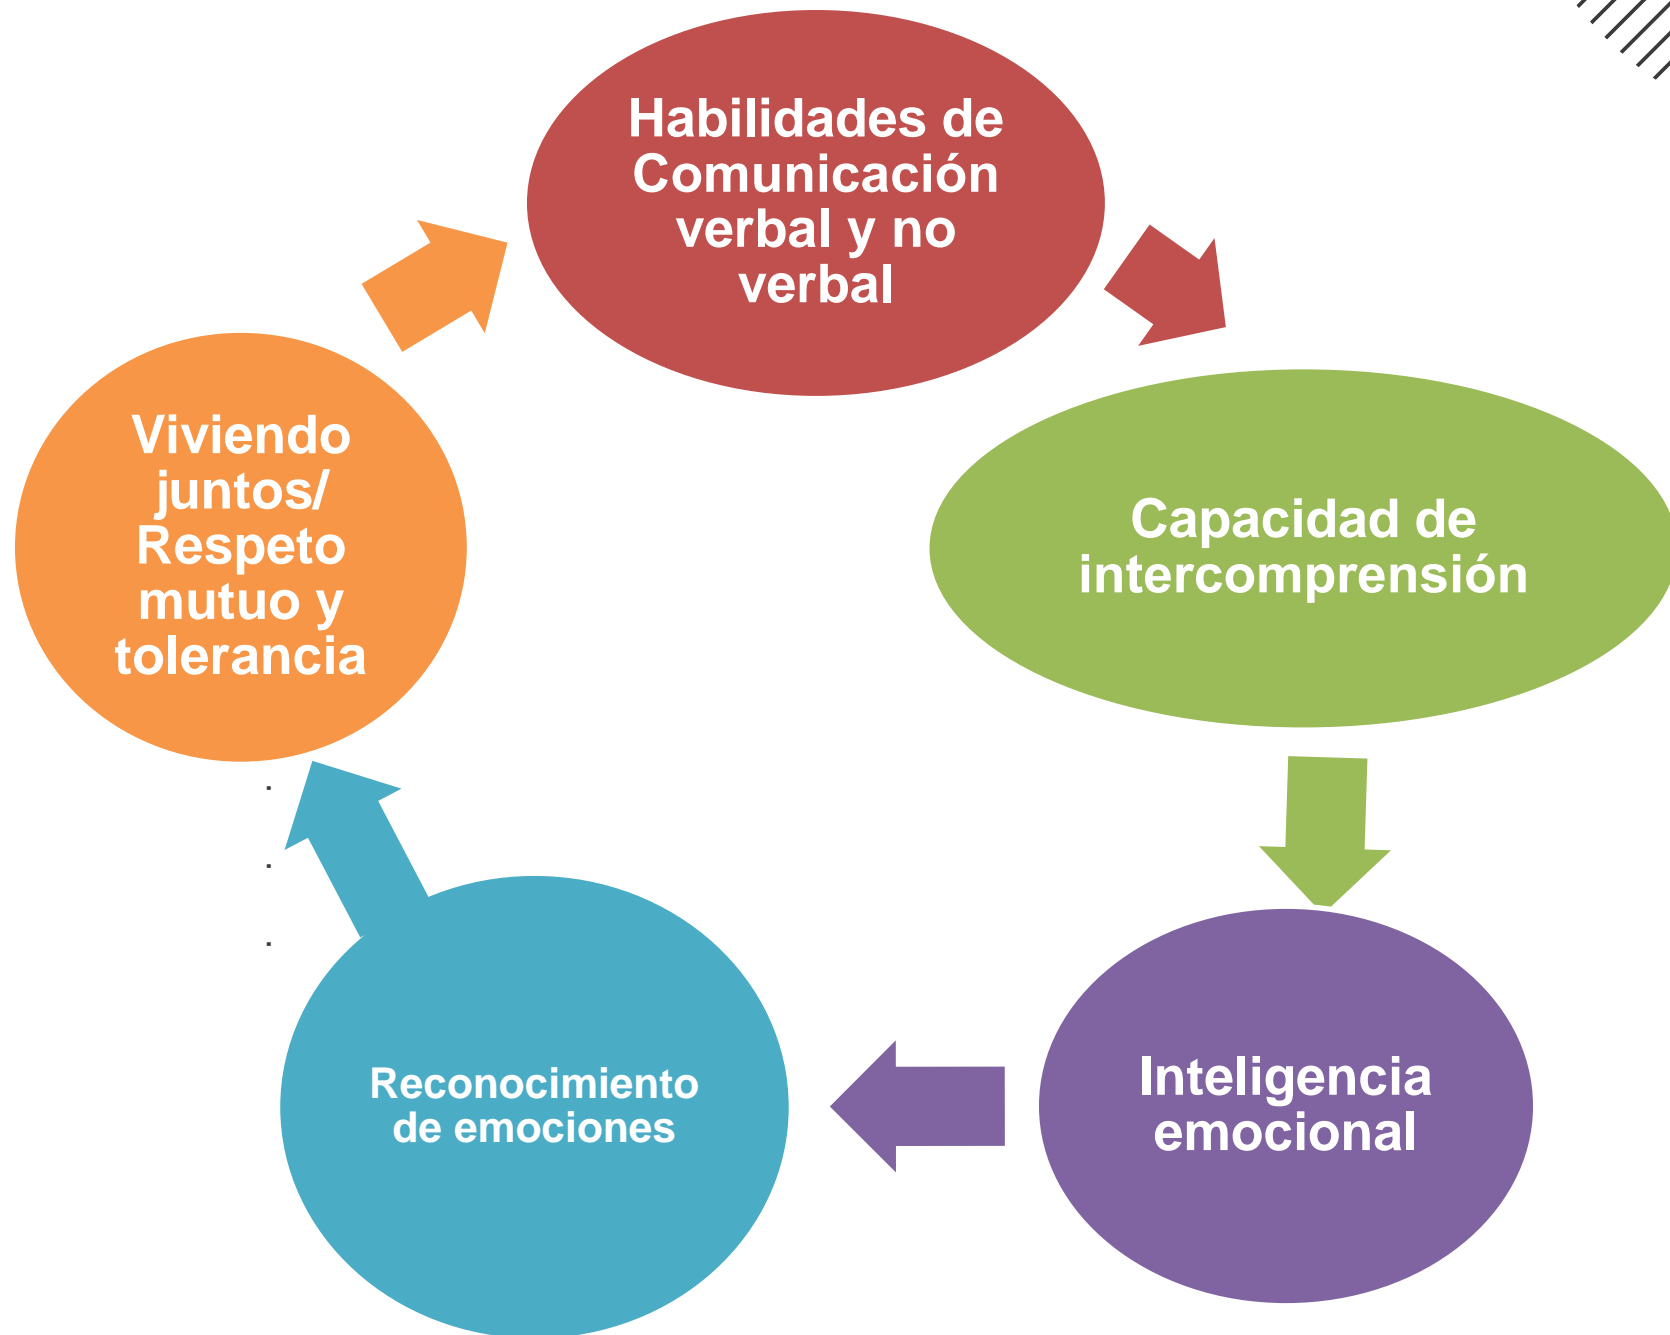 Habilidades de
Comunicación
verbal y no
verbal
Capacidad de
intercomprensión
Inteligencia
emocional
Reconocimiento
de emociones
Viviendo
juntos/
Respeto
mutuo y
tolerancia